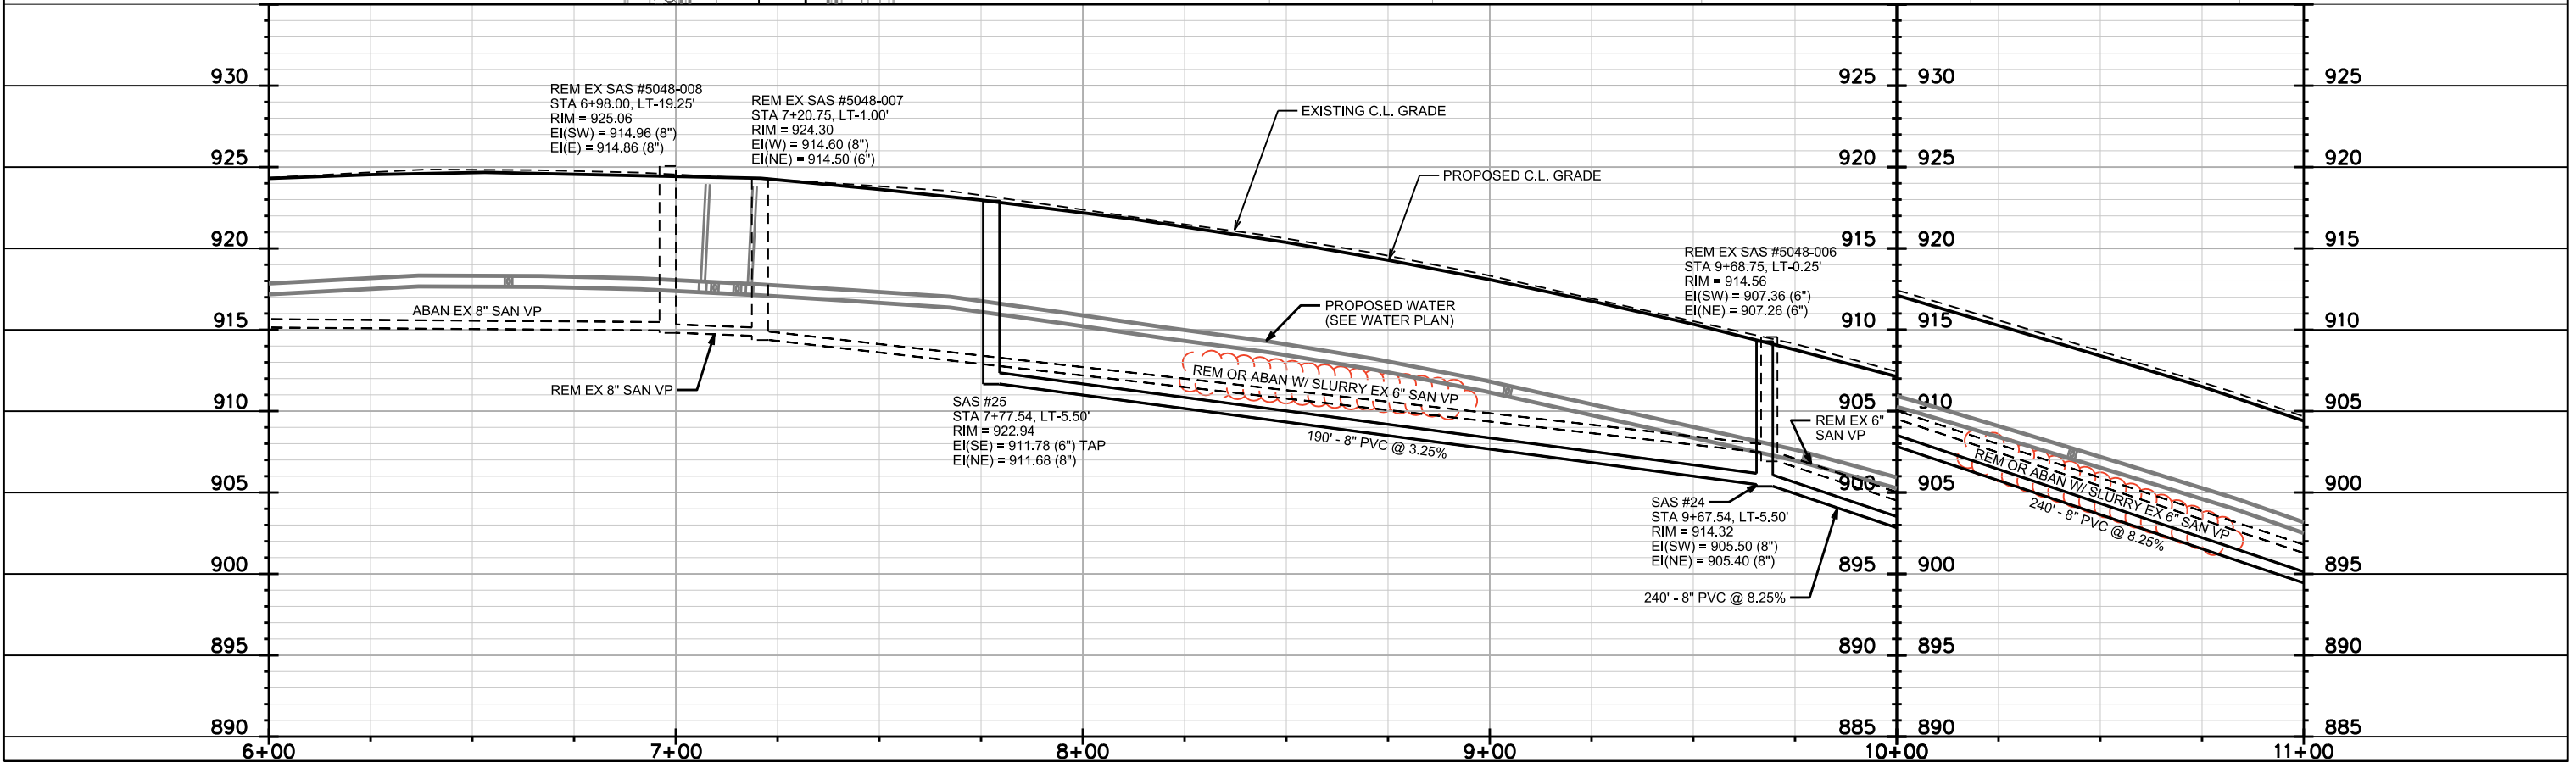 930
925
930
925
REM EX SAS #5048-008
STA 6+98.00, LT-19.25'
RIM = 925.06
EI(SW) = 914.96 (8")
EI(E) = 914.86 (8")
REM EX SAS #5048-007
STA 7+20.75, LT-1.00'
RIM = 924.30
EI(W) = 914.60 (8")
EI(NE) = 914.50 (6")
EXISTING C.L. GRADE
925
920
925
920
PROPOSED C.L. GRADE
920
915
920
915
REM EX SAS #5048-006
STA 9+68.75, LT-0.25'
RIM = 914.56
EI(SW) = 907.36 (6")
EI(NE) = 907.26 (6")
ABAN EX 8" SAN VP
PROPOSED WATER
(SEE WATER PLAN)
915
910
915
910
REM EX 8" SAN VP
REM OR ABAN W/ SLURRY EX 6" SAN VP
910
905
910
905
SAS #25
STA 7+77.54, LT-5.50'
RIM = 922.94
EI(SE) = 911.78 (6") TAP
EI(NE) = 911.68 (8")
190' - 8" PVC @ 3.25%
REM EX 6"
SAN VP
REM OR ABAN W/ SLURRY EX 6" SAN VP
240' - 8" PVC @ 8.25%
905
900
905
900
SAS #24
STA 9+67.54, LT-5.50'
RIM = 914.32
EI(SW) = 905.50 (8")
EI(NE) = 905.40 (8")
900
895
900
895
240' - 8" PVC @ 8.25%
895
890
895
890
890
885
890
885
6+00
7+00
8+00
9+00
10+00
11+00